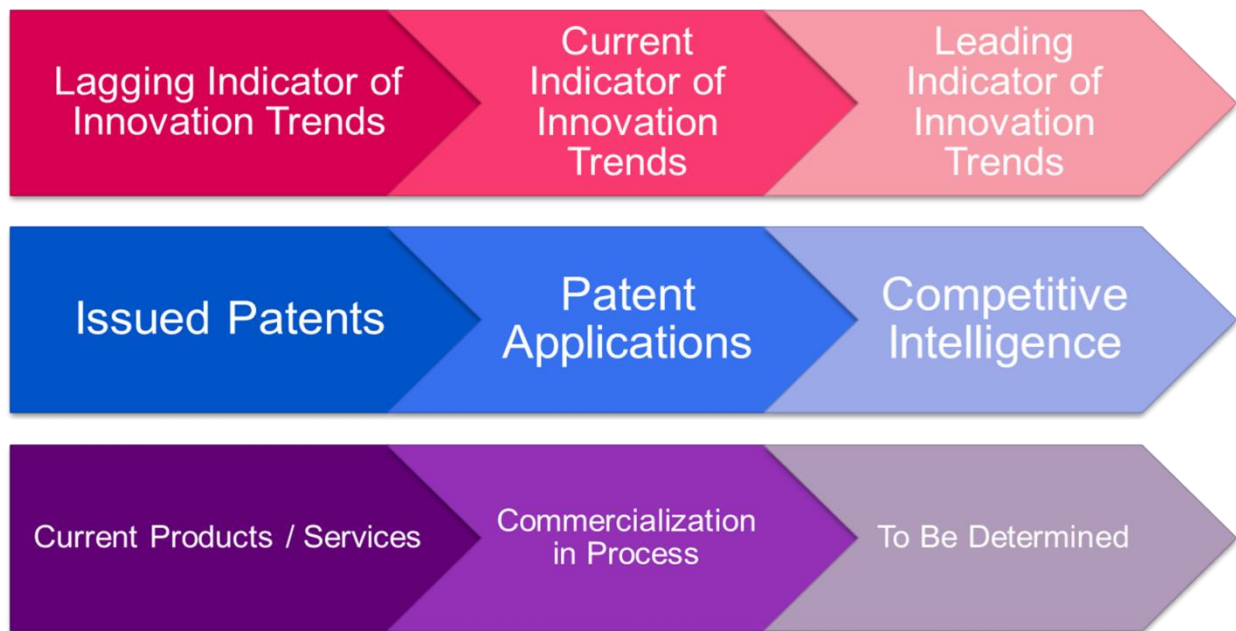 Lagging Indicator of
Innovation Trends
Current
Indicator of
Innovation
Trends
Leading
Indicator of
Innovation
Trends
Issued Patents
Patent
Applications
Competitive
Intelligence
Current Products / Services
Commercialization
in Process
To Be Determined